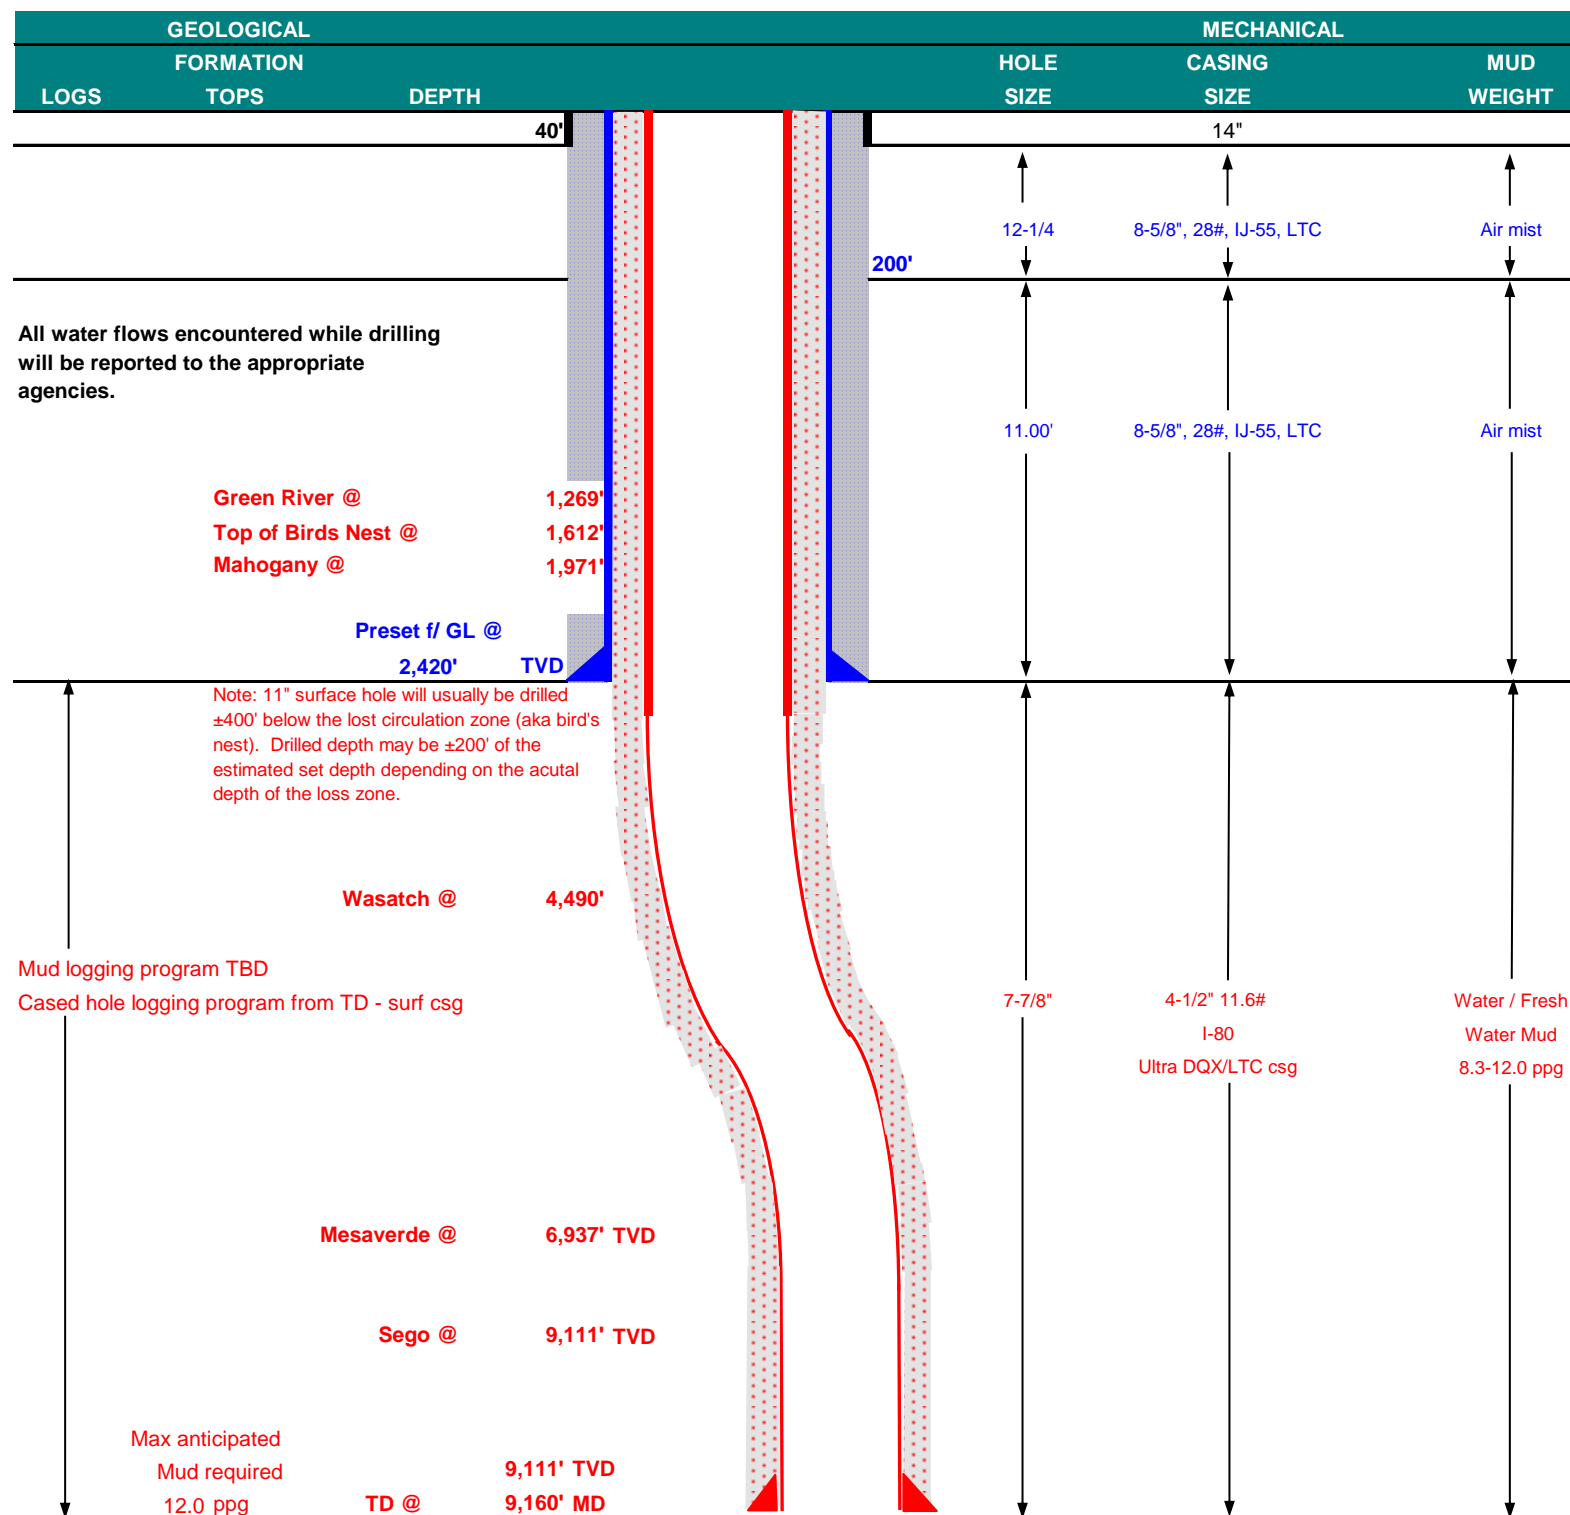 GEOLOGICAL MECHANICAL
FORMATION HOLE CASING MUD
LOGS TOPS DEPTH SIZE SIZE WEIGHT
40' 14"
12-1/4 8-5/8", 28#, IJ-55, LTC Air mist
200'
All water flows encountered while drilling
will be reported to the appropriate
agencies.
11.00' 8-5/8", 28#, IJ-55, LTC Air mist
Green River @ 1,269'
Top of Birds Nest @ 1,612'
Mahogany @ 1,971'
Preset f/ GL @
2,420' TVD
Note: 11" surface hole will usually be drilled
±400' below the lost circulation zone (aka bird's
nest). Drilled depth may be ±200' of the
estimated set depth depending on the acutal
depth of the loss zone.
Wasatch @ 4,490'
Mud logging program TBD
Cased hole logging program from TD - surf csg
7-7/8" 4-1/2" 11.6# Water / Fresh
I-80 Water Mud
Ultra DQX/LTC csg 8.3-12.0 ppg
Mesaverde @ 6,937' TVD
Sego @ 9,111' TVD
Max anticipated
Mud required 9,111' TVD
12.0 ppg TD @ 9,160' MD